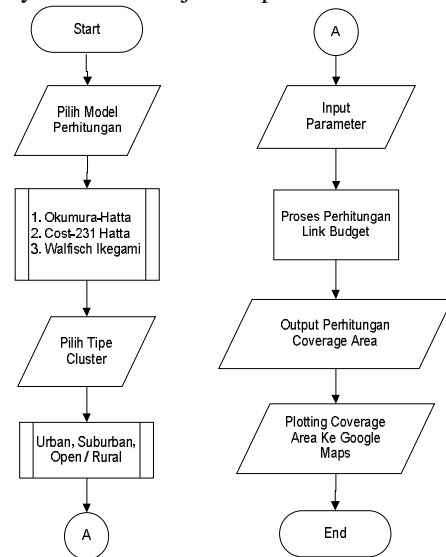 Start
Pilih Model
Perhitungan
1. Okumura-Hatta
2. Cost-231 Hatta
3. Walfisch Ikegami
Pilih Tipe
Cluster
Urban, Suburban,
Open / Rural
A
A
Input
Parameter
Proses Perhitungan
Link Budget
Output Perhitungan
Coverage Area
Plotting Coverage
Area Ke Google
Maps
End